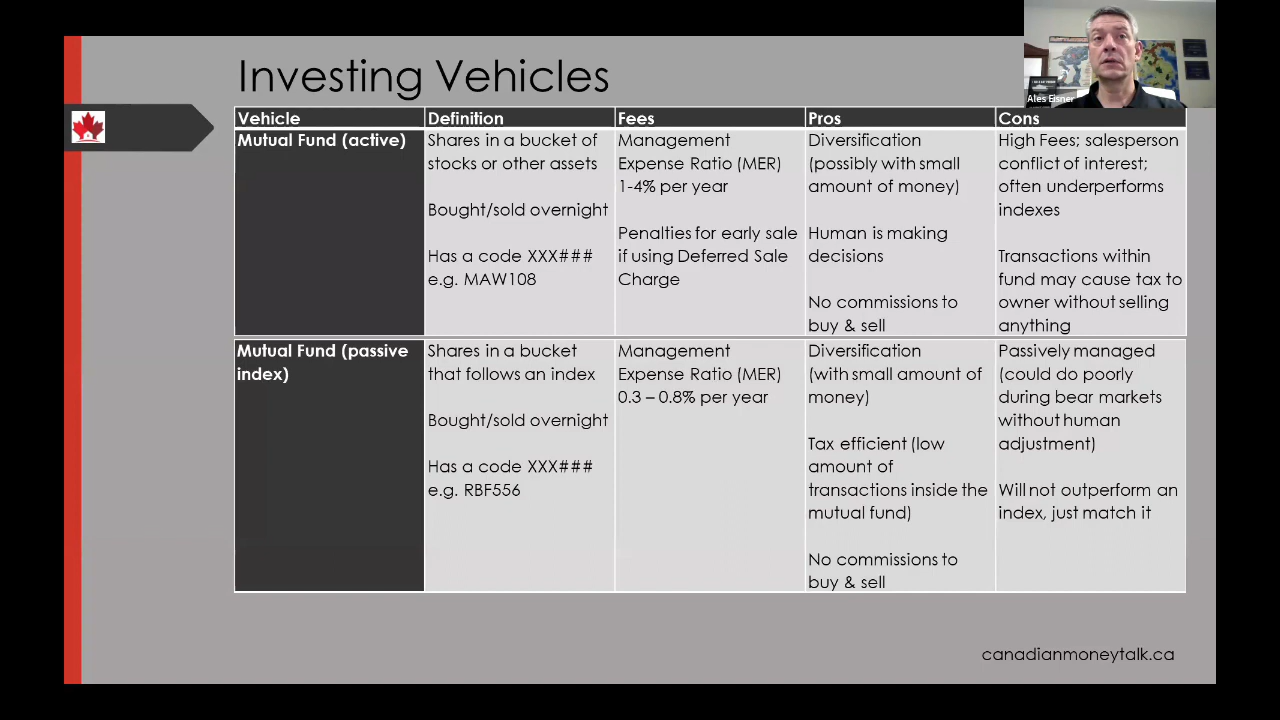 Investing Vehicles
Ales Eisner
Vehicle
Definition
Fees
Pros
Cons
Mutual Fund (active)
Shares in a bucket of
stocks or other assets
Bought/sold overnight
Has a code XXX###
e.g. MAW108
Management
Expense Ratio (MER)
1-4% per year
Penalties for early sale
if using Deferred Sale
Charge
Diversification
(possibly with small
amount of money)
Human is making
decisions
No commissions to
buy & sell
High Fees; salesperson
conflict of interest;
often underperforms
indexes
Transactions within
fund may cause tax to
owner without selling
anything
Mutual Fund (passive
index)
Shares in a bucket
that follows an index
Bought/sold overnight
Has a code XXX###
e.g. RBF556
Management
Expense Ratio (MER)
0.3 – 0.8% per year
Diversification
(with small amount of
money)
Tax efficient (low
amount of
transactions inside the
mutual fund)
No commissions to
buy & sell
Passively managed
(could do poorly
during bear markets
without human
adjustment)
Will not outperform an
index, just match it
canadianmoneytalk.ca